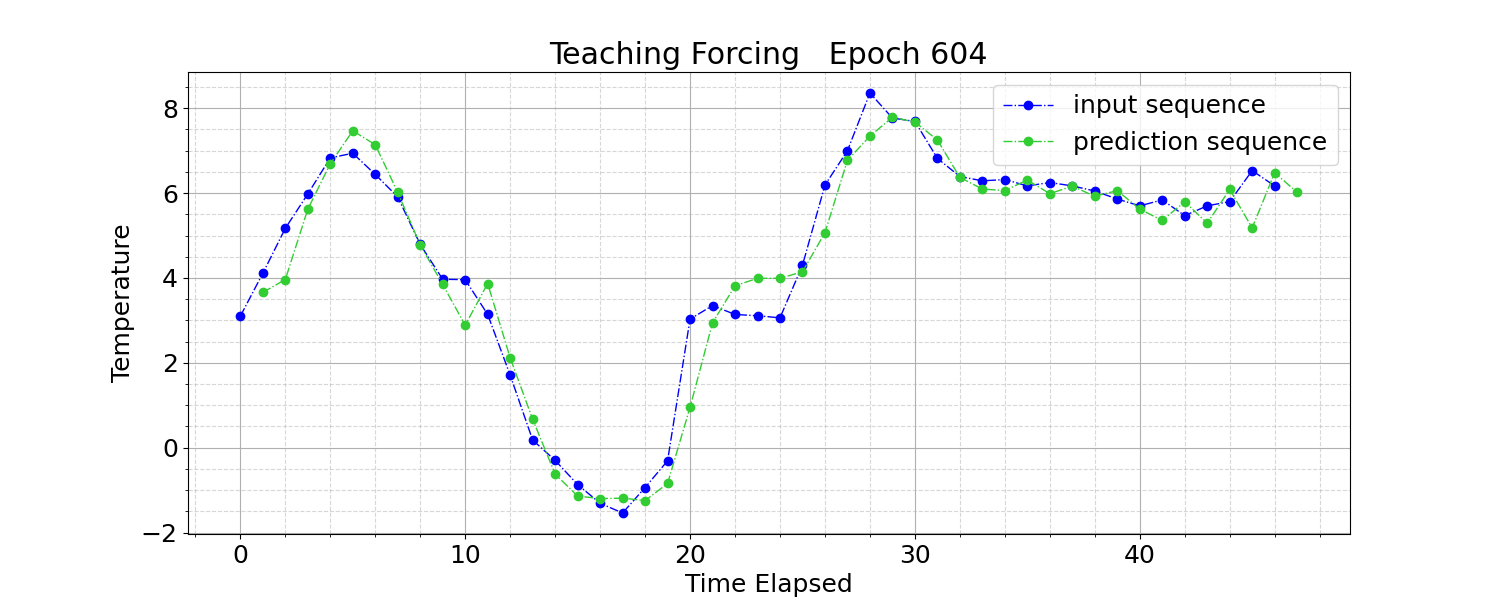 Teaching Forcing   Epoch 604
input sequence
prediction sequence
Temperature
8
6
4
2
0
−2
0 10 20 30 40
Time Elapsed